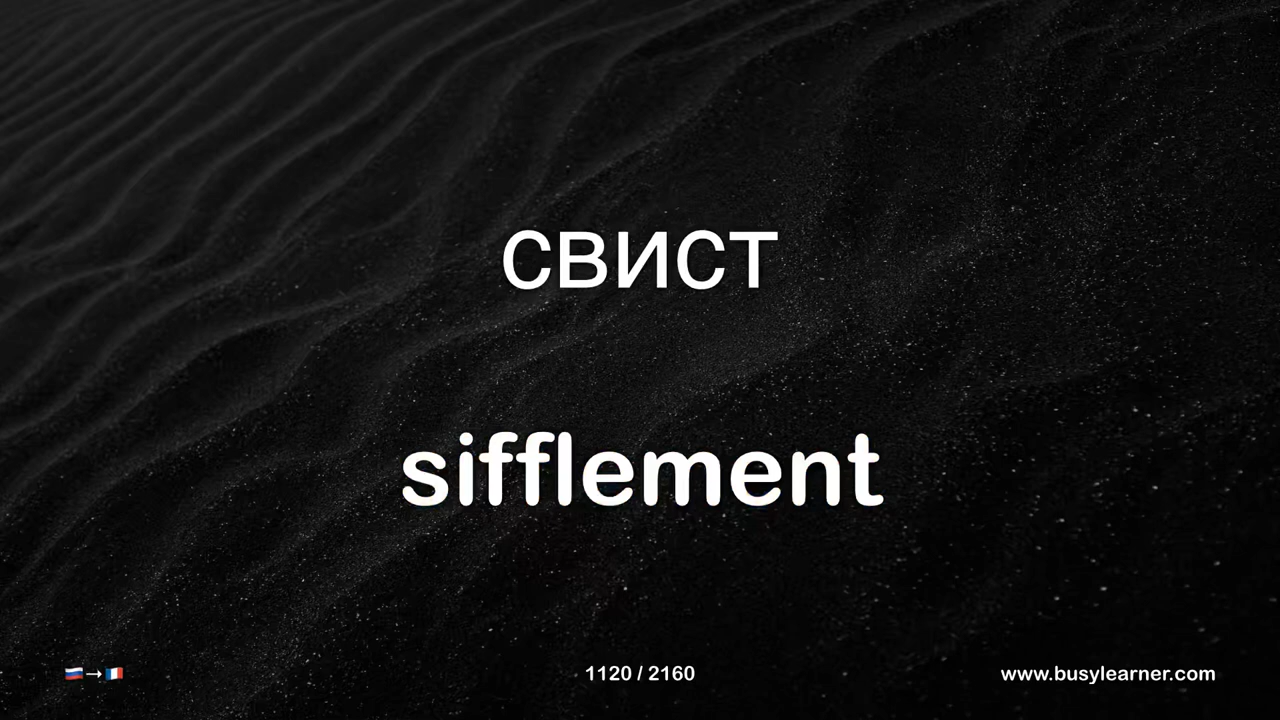 свист
sifflement
🇷🇺→🇫🇷
1120 / 2160
www.busylearner.com